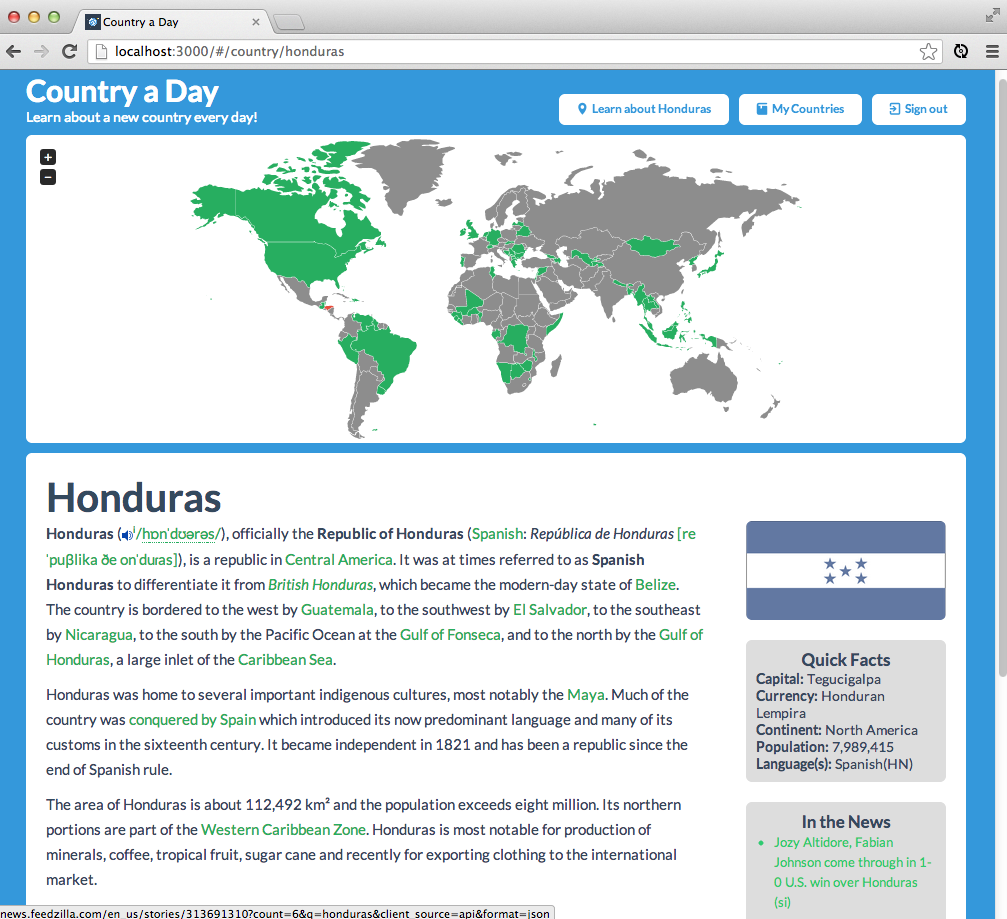 Country a Day
localhost:3000/#/country/honduras
Country a Day
Learn about a new country every day!
Learn about Honduras
My Countries
Sign out
+
−
Honduras
Honduras (/hɒnˈdʊərəs/), officially the Republic of Honduras (Spanish: República de Honduras [re
ˈpuβlika ðe onˈduɾas]), is a republic in Central America. It was at times referred to as Spanish
Honduras to differentiate it from British Honduras, which became the modern-day state of Belize.
The country is bordered to the west by Guatemala, to the southwest by El Salvador, to the southeast
by Nicaragua, to the south by the Pacific Ocean at the Gulf of Fonseca, and to the north by the Gulf of
Honduras, a large inlet of the Caribbean Sea.
Honduras was home to several important indigenous cultures, most notably the Maya. Much of the
country was conquered by Spain which introduced its now predominant language and many of its
customs in the sixteenth century. It became independent in 1821 and has been a republic since the
end of Spanish rule.
The area of Honduras is about 112,492 km² and the population exceeds eight million. Its northern
portions are part of the Western Caribbean Zone. Honduras is most notable for production of
minerals, coffee, tropical fruit, sugar cane and recently for exporting clothing to the international
market.
Quick Facts
Capital: Tegucigalpa
Currency: Honduran
Lempira
Continent: North America
Population: 7,989,415
Language(s): Spanish(HN)
In the News
• Jozy Altidore, Fabian
Johnson come through in 1-
0 U.S. win over Honduras
(si)
news.feedzilla.com/en_us/stories/313691310?count=6&q=honduras&client_source=api&format=json